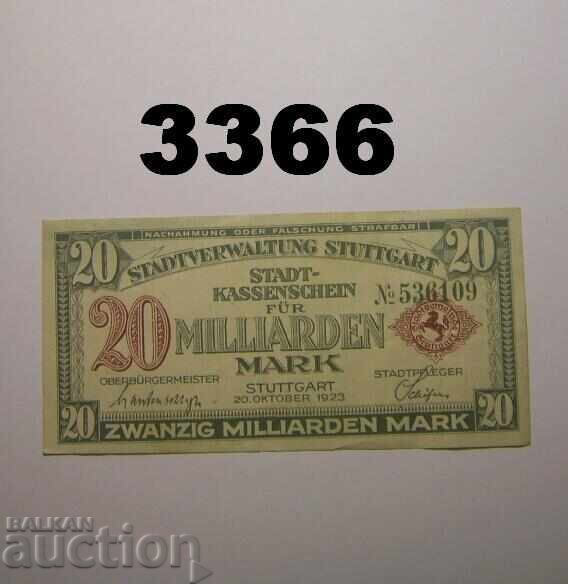 3366
NACHAHMUNG ODER FÄLSCHUNG STRAFBAR
20 20
STADTVERWALTUNG STUTTGART
STADT-
KASSENSCHEIN
FÜR
№ 536109
20 MILLIARDEN
MARK
OBERBÜRGERMEISTER STADTPFLEGER
STUTTGART
20. OKTOBER 1923
20 20
ZWANZIG MILLIARDEN MARK
BALKAN
auction